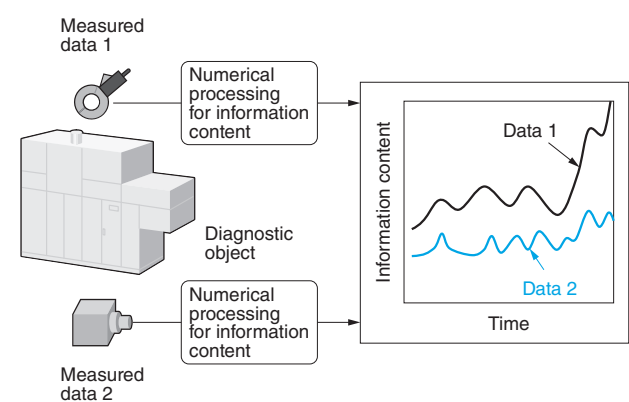 Measured
data 1
Numerical
processing
for information
content
Data 1
Information content
Diagnostic
object
Data 2
Time
Numerical
processing
for information
content
Measured
data 2